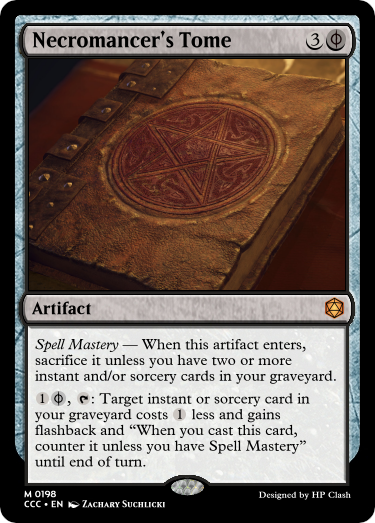 Necromancer's Tome 3
Artifact
Spell Mastery — When this artifact enters,
sacrifice it unless you have two or more
instant and/or sorcery cards in your graveyard.
1 , : Target instant or sorcery card in
your graveyard costs 1 less and gains
flashback and “When you cast this card,
counter it unless you have Spell Mastery”
until end of turn.
M 0198
CCC • EN Zachary Suchlicki
Designed by HP Clash